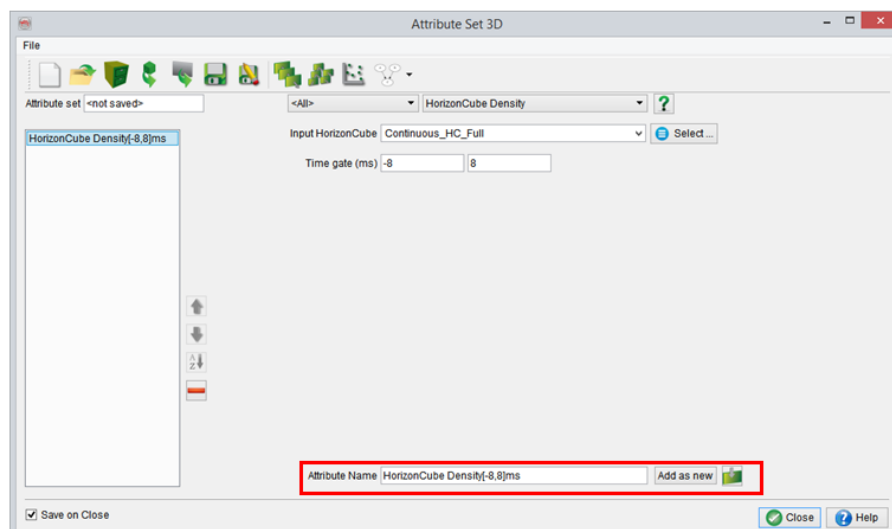 Attribute Set 3D
File
Attribute set <not saved> <All> HorizonCube Density ?
HorizonCube Density[-8,8]ms
Input HorizonCube Continuous_HC_Full Select ...
Time gate (ms) -8 8
A
Z
Attribute Name HorizonCube Density[-8,8]ms Add as new
Save on Close
Close ? Help